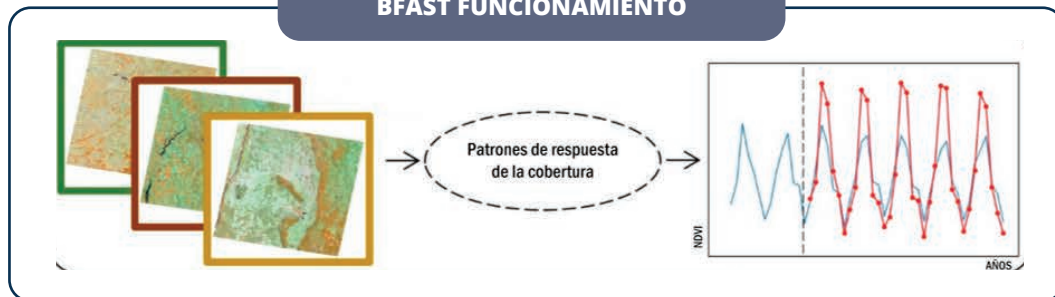 BFAST FUNCIONAMIENTO
Patrones de respuesta
de la cobertura
NDVI
AÑOS